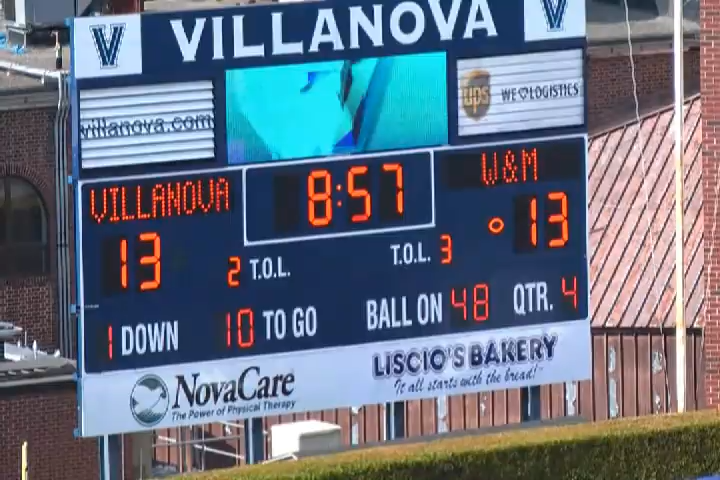 V VILLANOVA V
villanova.com
ups WE ♡ LOGISTICS
VILLANOVA 8:57 W&M
13 2 T.O.L. T.O.L. 3 13
1 DOWN 10 TO GO BALL ON 48 QTR. 4
NovaCare
The Power of Physical Therapy
LISCIO'S BAKERY
It all starts with the bread!